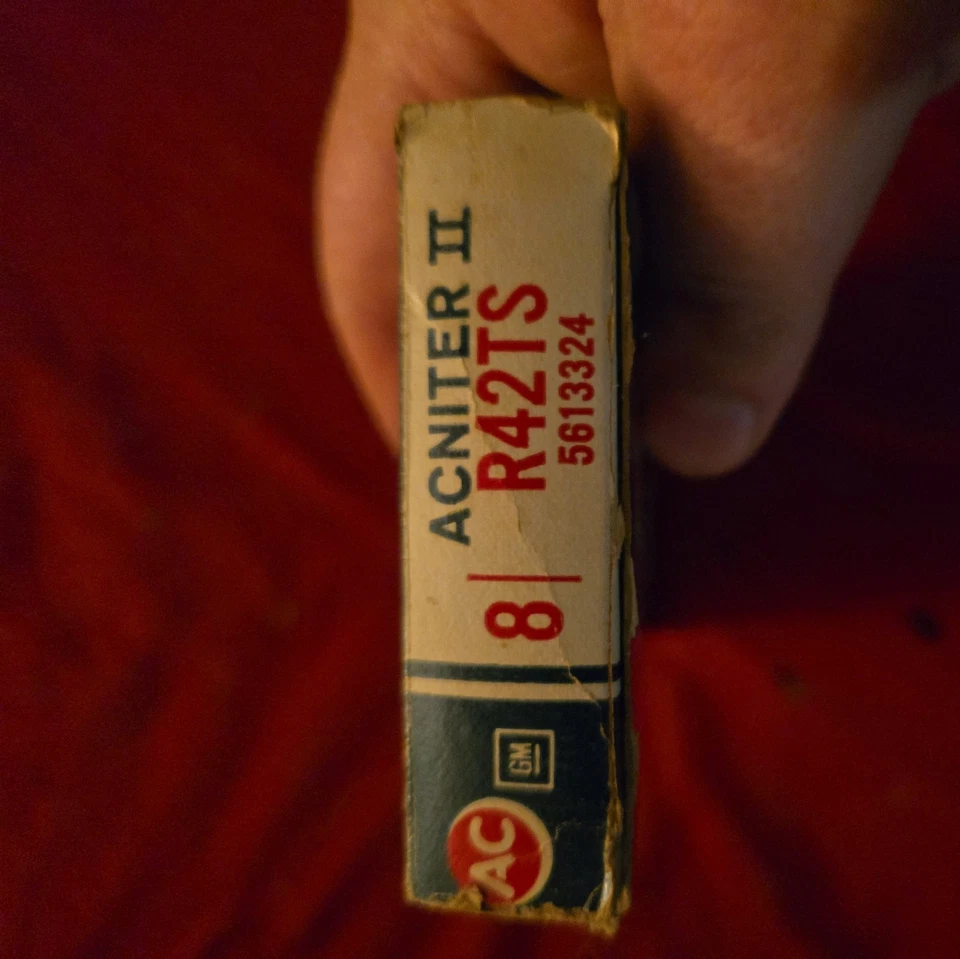 AC GM
8
ACNITER II
R42TS
5613324